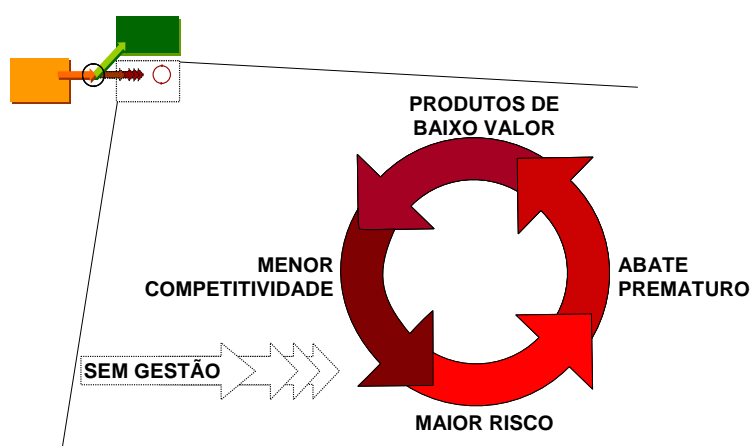 PRODUTOS DE
BAIXO VALOR
MENOR
COMPETITIVIDADE
ABATE
PREMATURO
SEM GESTÃO
MAIOR RISCO